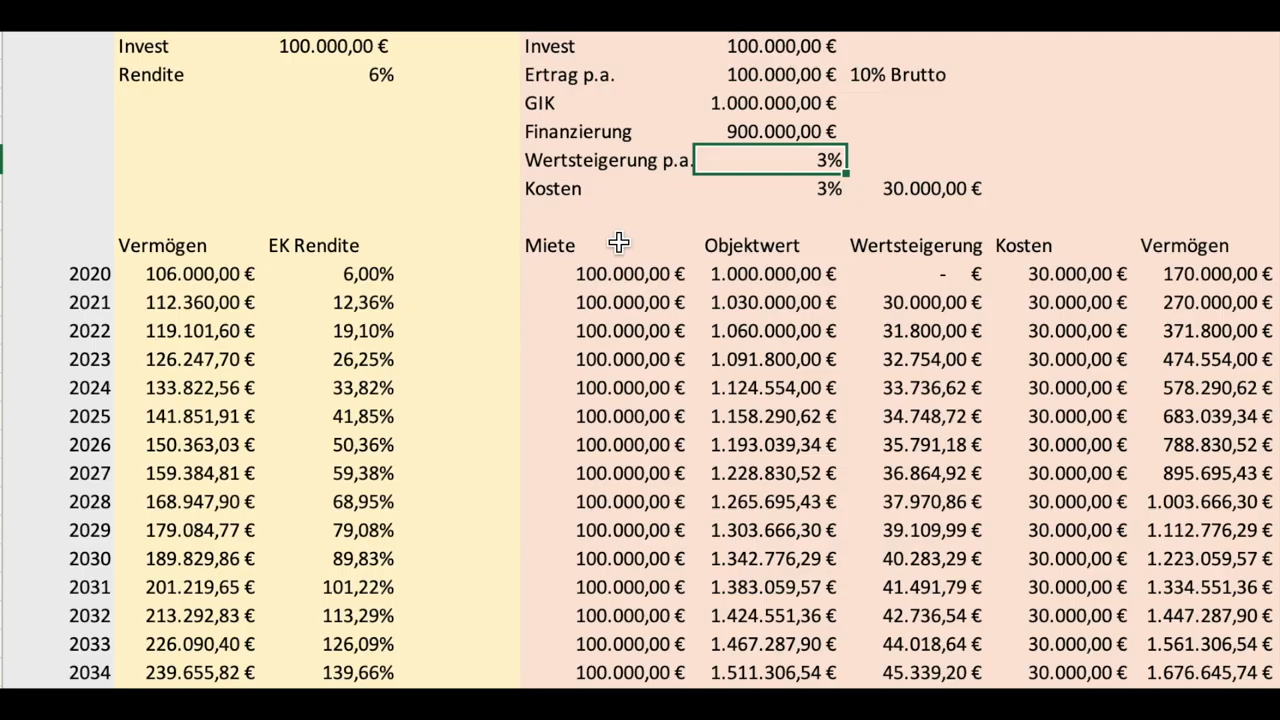 Invest 100.000,00 € Invest 100.000,00 €
Rendite 6% Ertrag p.a. 100.000,00 € 10% Brutto
GIK 1.000.000,00 €
Finanzierung 900.000,00 €
Wertsteigerung p.a. 3%
Kosten 3% 30.000,00 €
Vermögen EK Rendite Miete Objektwert Wertsteigerung Kosten Vermögen
2020 106.000,00 € 6,00% 100.000,00 € 1.000.000,00 € - € 30.000,00 € 170.000,00 €
2021 112.360,00 € 12,36% 100.000,00 € 1.030.000,00 € 30.000,00 € 30.000,00 € 270.000,00 €
2022 119.101,60 € 19,10% 100.000,00 € 1.060.000,00 € 31.800,00 € 30.000,00 € 371.800,00 €
2023 126.247,70 € 26,25% 100.000,00 € 1.091.800,00 € 32.754,00 € 30.000,00 € 474.554,00 €
2024 133.822,56 € 33,82% 100.000,00 € 1.124.554,00 € 33.736,62 € 30.000,00 € 578.290,62 €
2025 141.851,91 € 41,85% 100.000,00 € 1.158.290,62 € 34.748,72 € 30.000,00 € 683.039,34 €
2026 150.363,03 € 50,36% 100.000,00 € 1.193.039,34 € 35.791,18 € 30.000,00 € 788.830,52 €
2027 159.384,81 € 59,38% 100.000,00 € 1.228.830,52 € 36.864,92 € 30.000,00 € 895.695,43 €
2028 168.947,90 € 68,95% 100.000,00 € 1.265.695,43 € 37.970,86 € 30.000,00 € 1.003.666,30 €
2029 179.084,77 € 79,08% 100.000,00 € 1.303.666,30 € 39.109,99 € 30.000,00 € 1.112.776,29 €
2030 189.829,86 € 89,83% 100.000,00 € 1.342.776,29 € 40.283,29 € 30.000,00 € 1.223.059,57 €
2031 201.219,65 € 101,22% 100.000,00 € 1.383.059,57 € 41.491,79 € 30.000,00 € 1.334.551,36 €
2032 213.292,83 € 113,29% 100.000,00 € 1.424.551,36 € 42.736,54 € 30.000,00 € 1.447.287,90 €
2033 226.090,40 € 126,09% 100.000,00 € 1.467.287,90 € 44.018,64 € 30.000,00 € 1.561.306,54 €
2034 239.655,82 € 139,66% 100.000,00 € 1.511.306,54 € 45.339,20 € 30.000,00 € 1.676.645,74 €